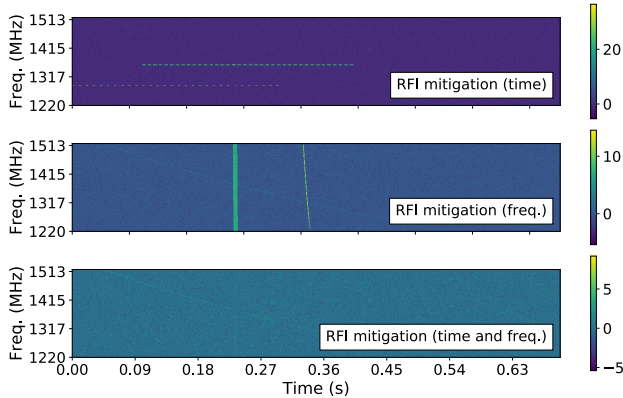 Freq. (MHz)
1513
1415
1317
1220
RFI mitigation (time)
20
0
Freq. (MHz)
1513
1415
1317
1220
RFI mitigation (freq.)
10
0
Freq. (MHz)
1513
1415
1317
1220
RFI mitigation (time and freq.)
5
0
−5
0.00 0.09 0.18 0.27 0.36 0.45 0.54 0.63
Time (s)